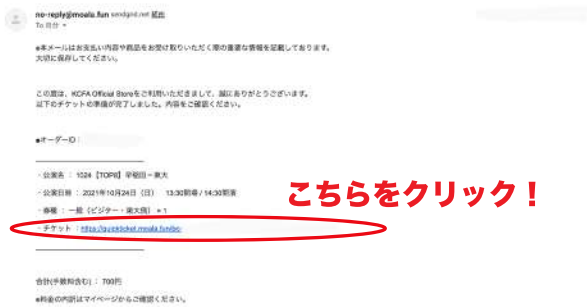 no-reply@moala.fun sendgrid.net 経由
To 自分
※本メールはお支払い内容や商品をお受け取りいただく際の重要な情報を記載しております。
大切に保存してください。
この度は、KCFA Official Storeをご利用いただきまして、誠にありがとうございます。
以下のチケットの準備が完了しました。内容をご確認ください。
●オーダーID：
・公演名 ： 1024【TOP8】早稲田ー東大
・公演日時 ： 2021年10月24日（日） 13:30開場 / 14:30開演
・券種 ： 一般（ビジター・東大側） × 1
・チケット ：https://quickticket.moala.fun/bo
こちらをクリック！
合計(手数料含む) ： 700円
※料金の内訳はマイページからご確認ください。